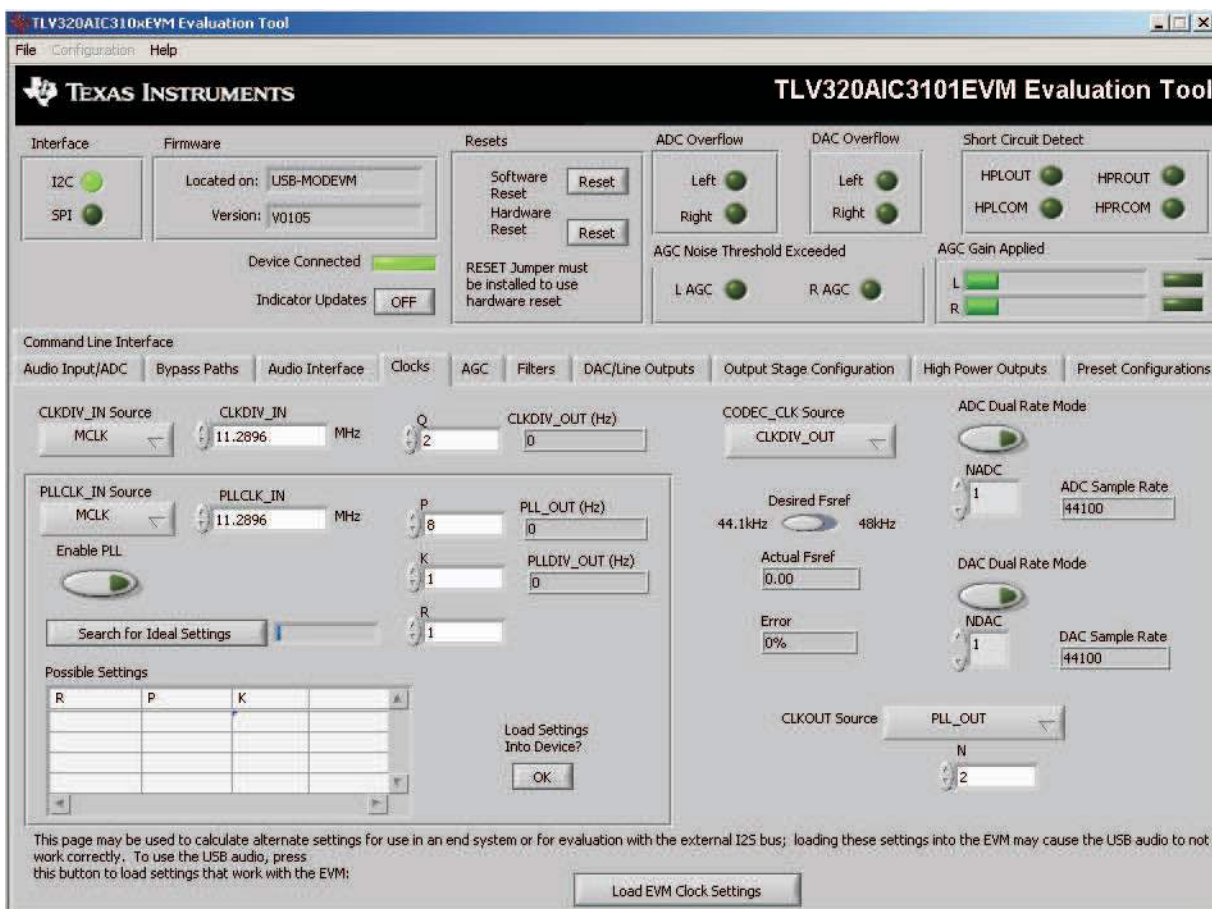 TLV320AIC310xEVM Evaluation Tool
File Configuration Help
TEXAS INSTRUMENTS
TLV320AIC3101EVM Evaluation Tool
Interface
I2C
SPI
Firmware
Located on: USB-MODEVM
Version: V0105
Device Connected
Indicator Updates OFF
Resets
Software Reset Reset
Hardware Reset Reset
RESET Jumper must
be installed to use
hardware reset
ADC Overflow
Left
Right
DAC Overflow
Left
Right
Short Circuit Detect
HPLOUT HPROUT
HPLCOM HPRCOM
AGC Noise Threshold Exceeded
L AGC R AGC
AGC Gain Applied
L
R
Command Line Interface
Audio Input/ADC Bypass Paths Audio Interface Clocks AGC Filters DAC/Line Outputs Output Stage Configuration High Power Outputs Preset Configurations
CLKDIV_IN Source
MCLK
CLKDIV_IN
11.2896 MHz
Q
2
CLKDIV_OUT (Hz)
0
PLLCLK_IN Source
MCLK
PLLCLK_IN
11.2896 MHz
P
8
PLL_OUT (Hz)
0
Enable PLL
K
1
PLLDIV_OUT (Hz)
0
R
1
Search for Ideal Settings
Possible Settings
R P K
Load Settings
Into Device?
OK
CODEC_CLK Source
CLKDIV_OUT
Desired Fsref
44.1kHz 48kHz
Actual Fsref
0.00
Error
0%
ADC Dual Rate Mode
NADC
1
ADC Sample Rate
44100
DAC Dual Rate Mode
NDAC
1
DAC Sample Rate
44100
CLKOUT Source PLL_OUT
N
2
This page may be used to calculate alternate settings for use in an end system or for evaluation with the external I2S bus; loading these settings into the EVM may cause the USB audio to not
work correctly. To use the USB audio, press
this button to load settings that work with the EVM:
Load EVM Clock Settings